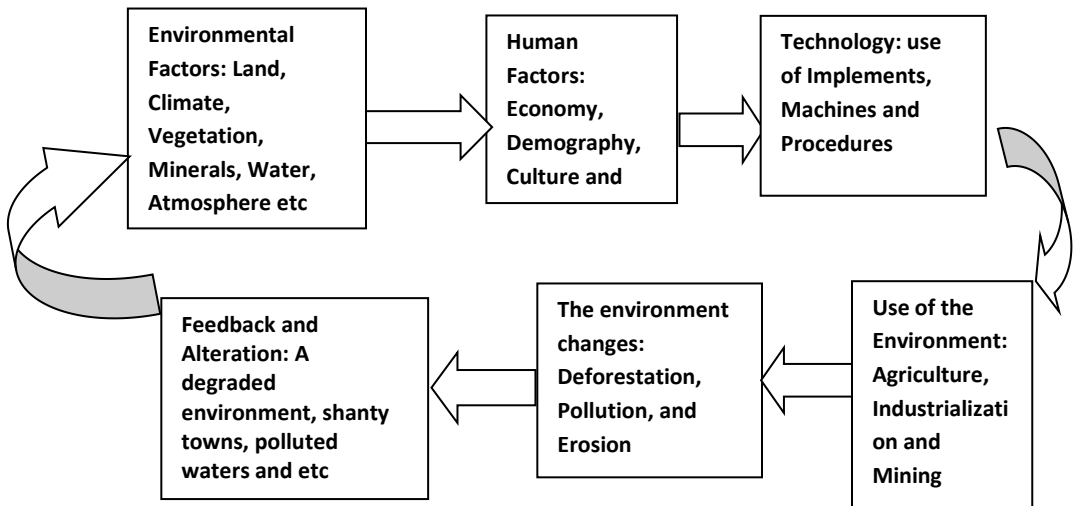 Environmental
Factors: Land,
Climate,
Vegetation,
Minerals, Water,
Atmosphere etc
Human
Factors:
Economy,
Demography,
Culture and
Technology: use
of Implements,
Machines and
Procedures
Use of the
Environment:
Agriculture,
Industrializati
on and
Mining
The environment
changes:
Deforestation,
Pollution, and
Erosion
Feedback and
Alteration: A
degraded
environment, shanty
towns, polluted
waters and etc